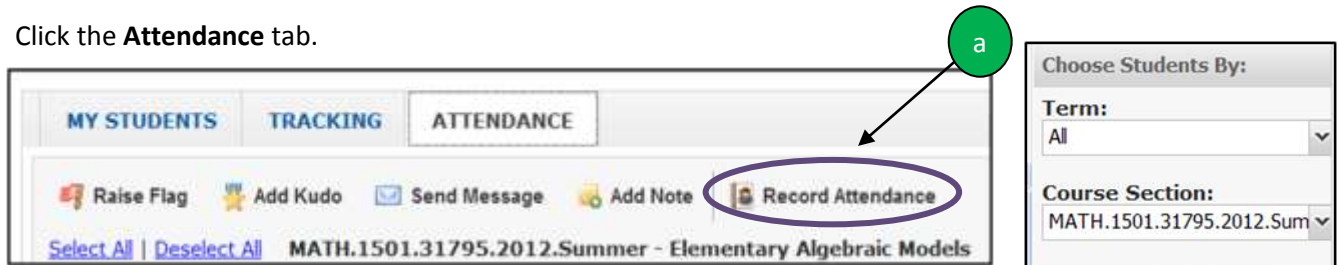 Click the Attendance tab.
a
MY STUDENTS TRACKING ATTENDANCE
Raise Flag Add Kudo Send Message Add Note Record Attendance
Select All | Deselect All MATH.1501.31795.2012.Summer - Elementary Algebraic Models
Choose Students By:
Term:
All
Course Section:
MATH.1501.31795.2012.Sum